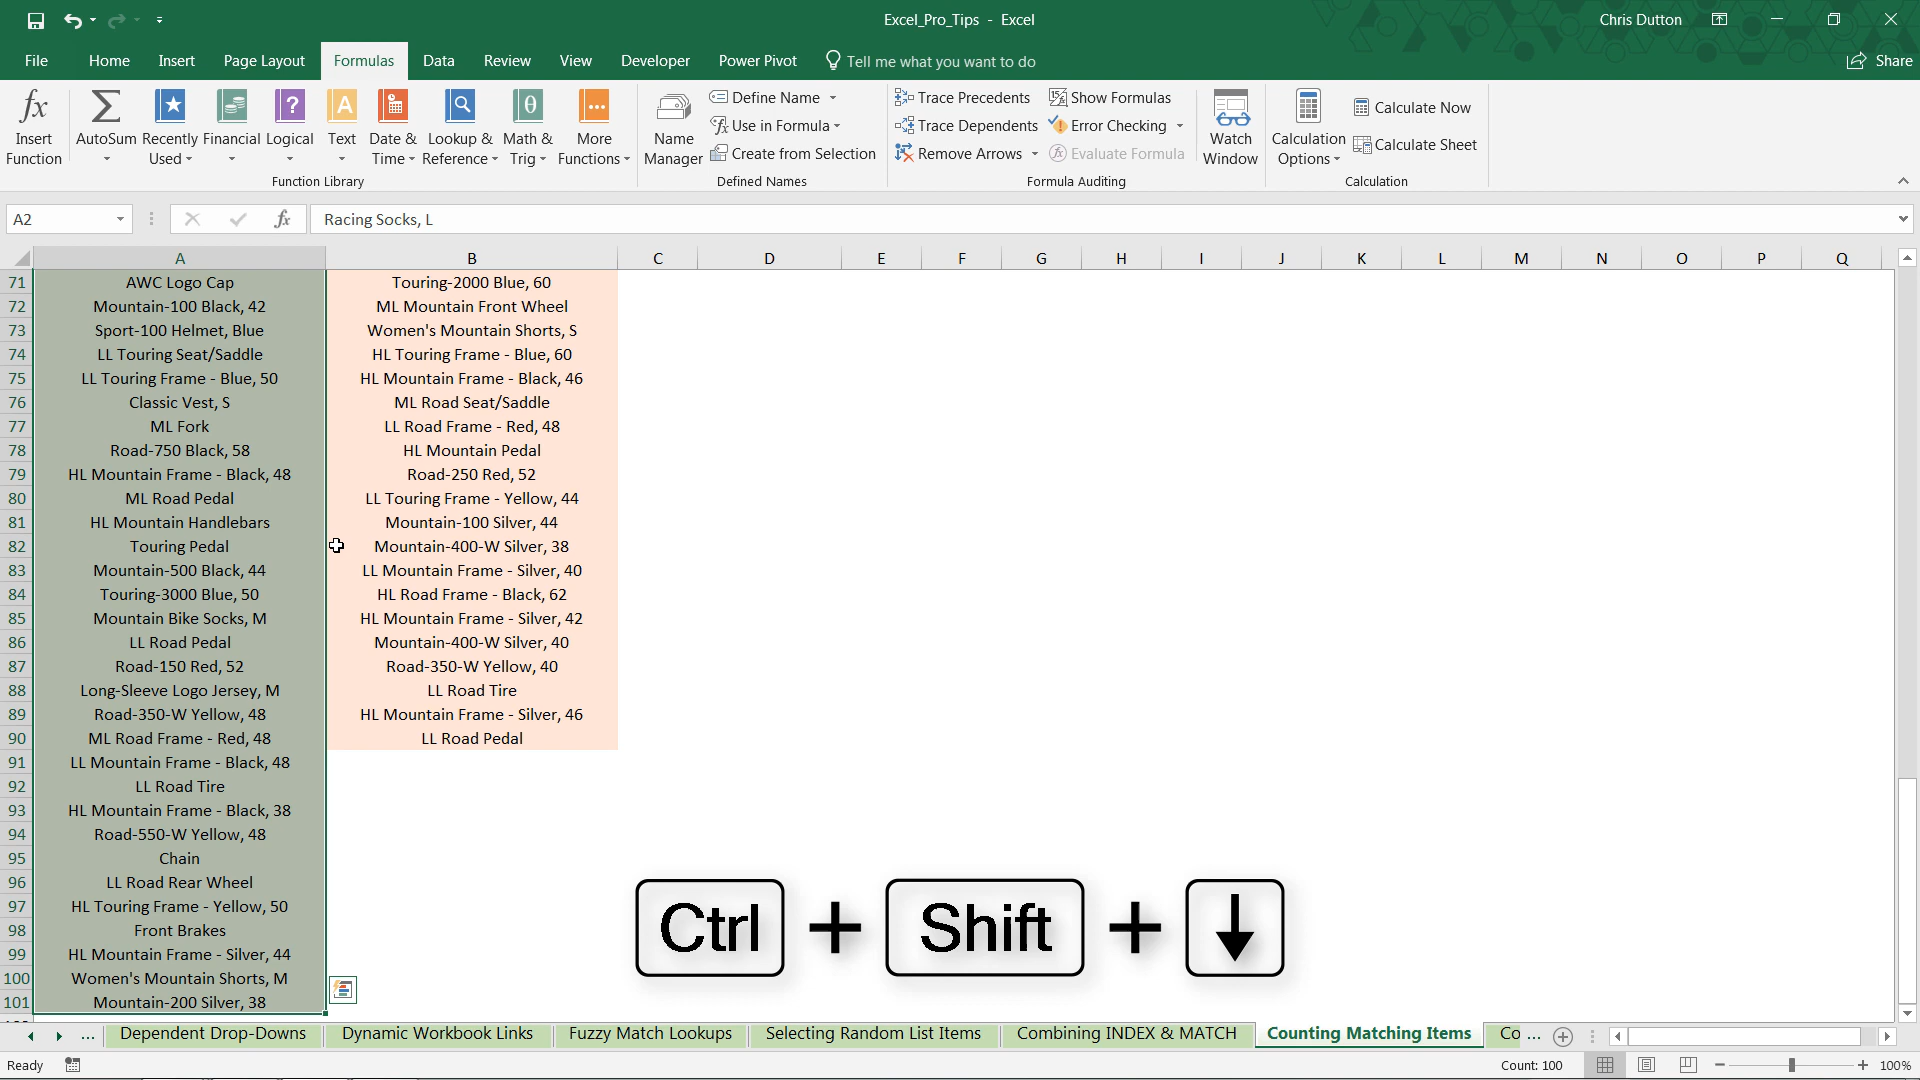 Excel_Pro_Tips - Excel
Chris Dutton
File Home Insert Page Layout Formulas Data Review View Developer Power Pivot Tell me what you want to do Share
fx Insert Function
Σ AutoSum
Recently Used
Financial
Logical
A Text
Date & Time
Lookup & Reference
θ Math & Trig
More Functions
Function Library
Name Manager
Define Name
Use in Formula
Create from Selection
Defined Names
Trace Precedents
Trace Dependents
Remove Arrows
Show Formulas
Error Checking
Evaluate Formula
Formula Auditing
Watch Window
Calculation Options
Calculate Now
Calculate Sheet
Calculation
A2 fx Racing Socks, L
A B C D E F G H I J K L M N O P Q
71 AWC Logo Cap Touring-2000 Blue, 60
72 Mountain-100 Black, 42 ML Mountain Front Wheel
73 Sport-100 Helmet, Blue Women's Mountain Shorts, S
74 LL Touring Seat/Saddle HL Touring Frame - Blue, 60
75 LL Touring Frame - Blue, 50 HL Mountain Frame - Black, 46
76 Classic Vest, S ML Road Seat/Saddle
77 ML Fork LL Road Frame - Red, 48
78 Road-750 Black, 58 HL Mountain Pedal
79 HL Mountain Frame - Black, 48 Road-250 Red, 52
80 ML Road Pedal LL Touring Frame - Yellow, 44
81 HL Mountain Handlebars Mountain-100 Silver, 44
82 Touring Pedal Mountain-400-W Silver, 38
83 Mountain-500 Black, 44 LL Mountain Frame - Silver, 40
84 Touring-3000 Blue, 50 HL Road Frame - Black, 62
85 Mountain Bike Socks, M HL Mountain Frame - Silver, 42
86 LL Road Pedal Mountain-400-W Silver, 40
87 Road-150 Red, 52 Road-350-W Yellow, 40
88 Long-Sleeve Logo Jersey, M LL Road Tire
89 Road-350-W Yellow, 48 HL Mountain Frame - Silver, 46
90 ML Road Frame - Red, 48 LL Road Pedal
91 LL Mountain Frame - Black, 48
92 LL Road Tire
93 HL Mountain Frame - Black, 38
94 Road-550-W Yellow, 48
95 Chain
96 LL Road Rear Wheel
97 HL Touring Frame - Yellow, 50
98 Front Brakes
99 HL Mountain Frame - Silver, 44
100 Women's Mountain Shorts, M
101 Mountain-200 Silver, 38
Ctrl + Shift + ↓
... Dependent Drop-Downs Dynamic Workbook Links Fuzzy Match Lookups Selecting Random List Items Combining INDEX & MATCH Counting Matching Items Co ...
Ready Count: 100 100%